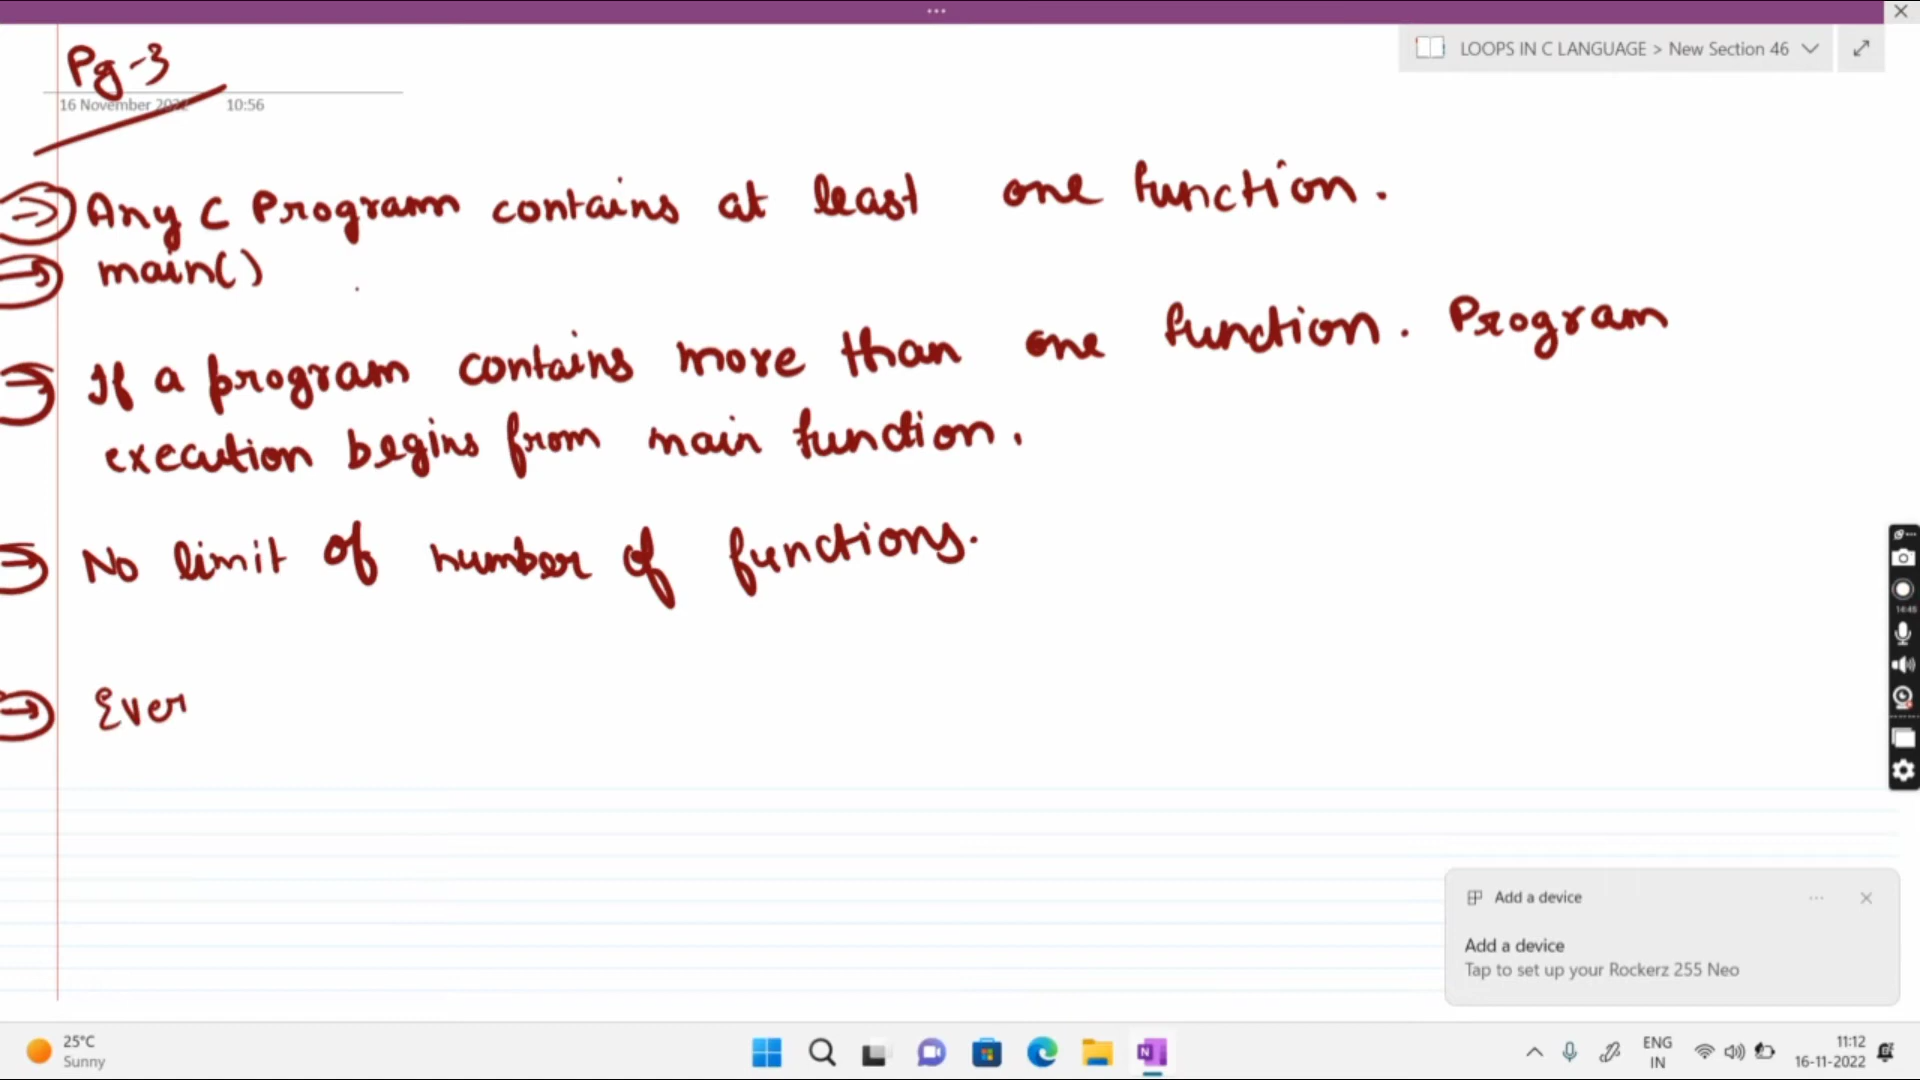 LOOPS IN C LANGUAGE > New Section 46
Pg-3
16 November 2022 10:56
Any C Program contains at least one function.
main()
If a program contains more than one function. Program
execution begins from main function.
No limit of number of functions.
Ever
14:46
Add a device
Add a device
Tap to set up your Rockerz 255 Neo
25°C
Sunny
ENG
IN
11:12
16-11-2022